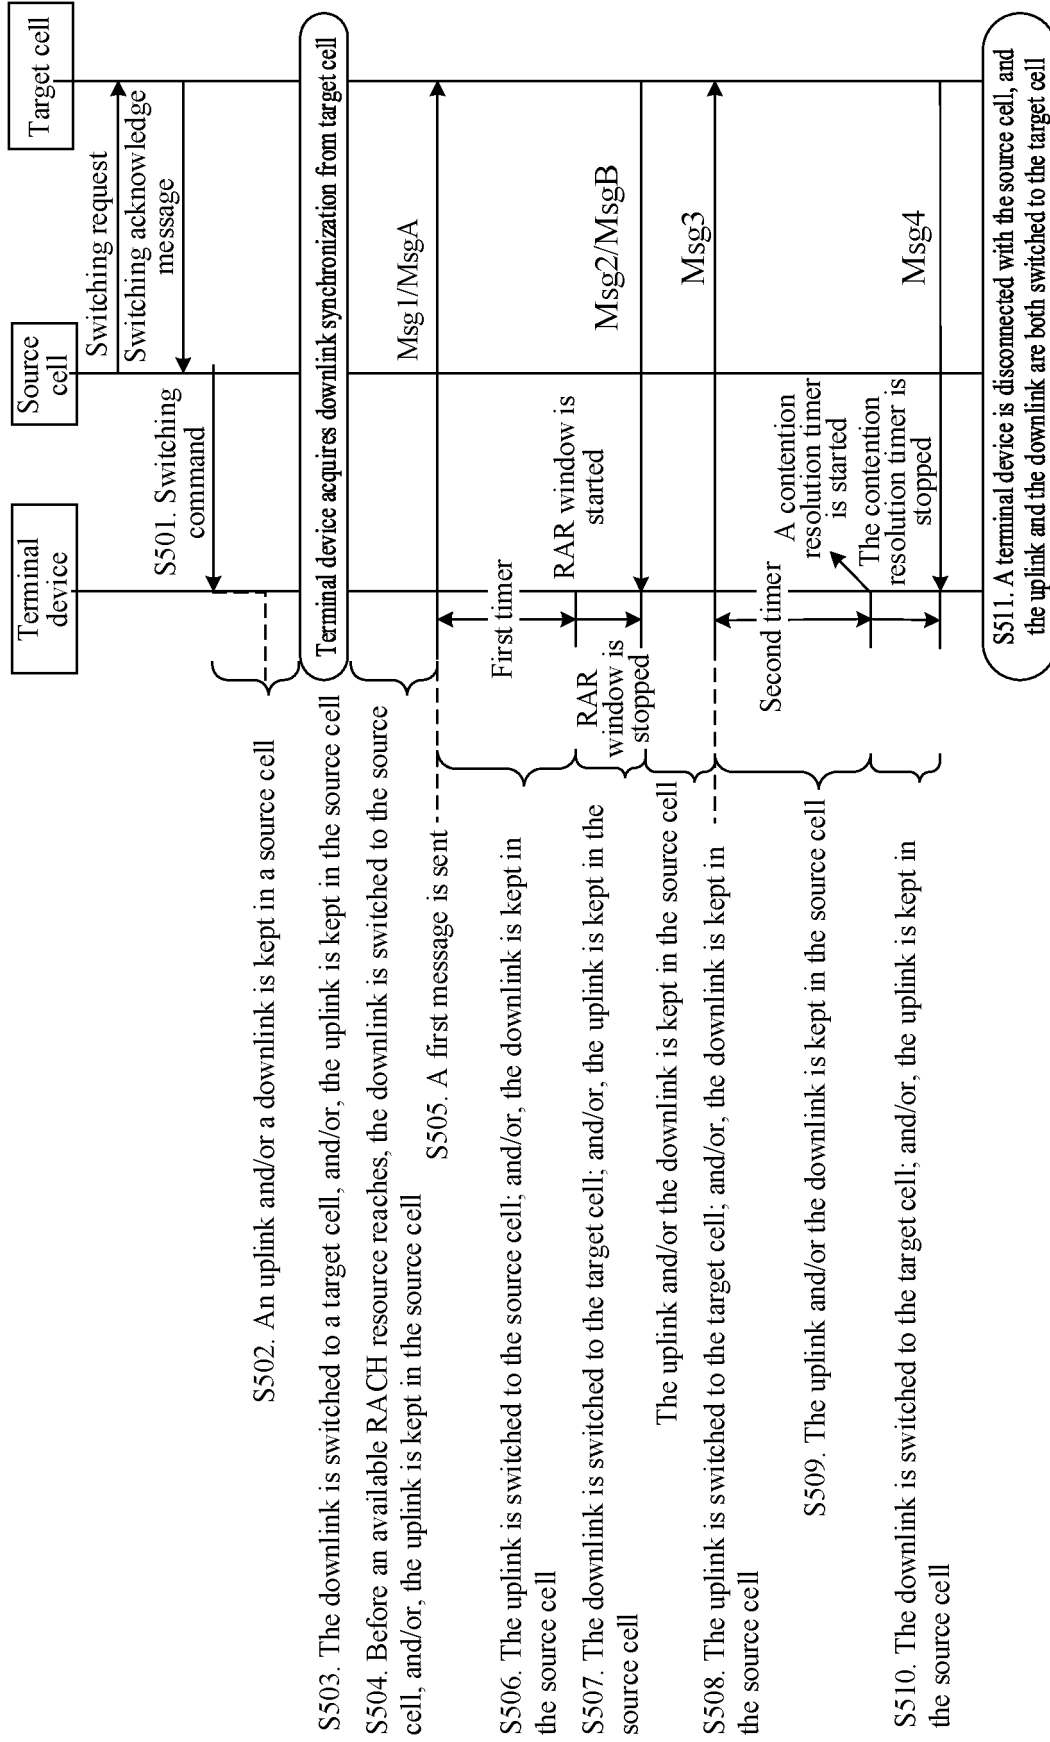 Terminal
device
Source
cell
Target cell
Switching request
Switching acknowledge
message
S501. Switching
command
S502. An uplink and/or a downlink is kept in a source cell
Terminal device acquires downlink synchronization from target cell
S503. The downlink is switched to a target cell, and/or, the uplink is kept in the source cell
S504. Before an available RACH resource reaches, the downlink is switched to the source
cell, and/or, the uplink is kept in the source cell
Msg1/MsgA
S505. A first message is sent
First timer
S506. The uplink is switched to the source cell; and/or, the downlink is kept in
the source cell
RAR window is
started
Msg2/MsgB
RAR
window is
stopped
S507. The downlink is switched to the target cell; and/or, the uplink is kept in the
source cell
The uplink and/or the downlink is kept in the source cell
Msg3
S508. The uplink is switched to the target cell; and/or, the downlink is kept in
the source cell
Second timer
A contention
resolution timer
is started
S509. The uplink and/or the downlink is kept in the source cell
The contention
resolution timer is
stopped
Msg4
S510. The downlink is switched to the target cell; and/or, the uplink is kept in
the source cell
S511. A terminal device is disconnected with the source cell, and
the uplink and the downlink are both switched to the target cell